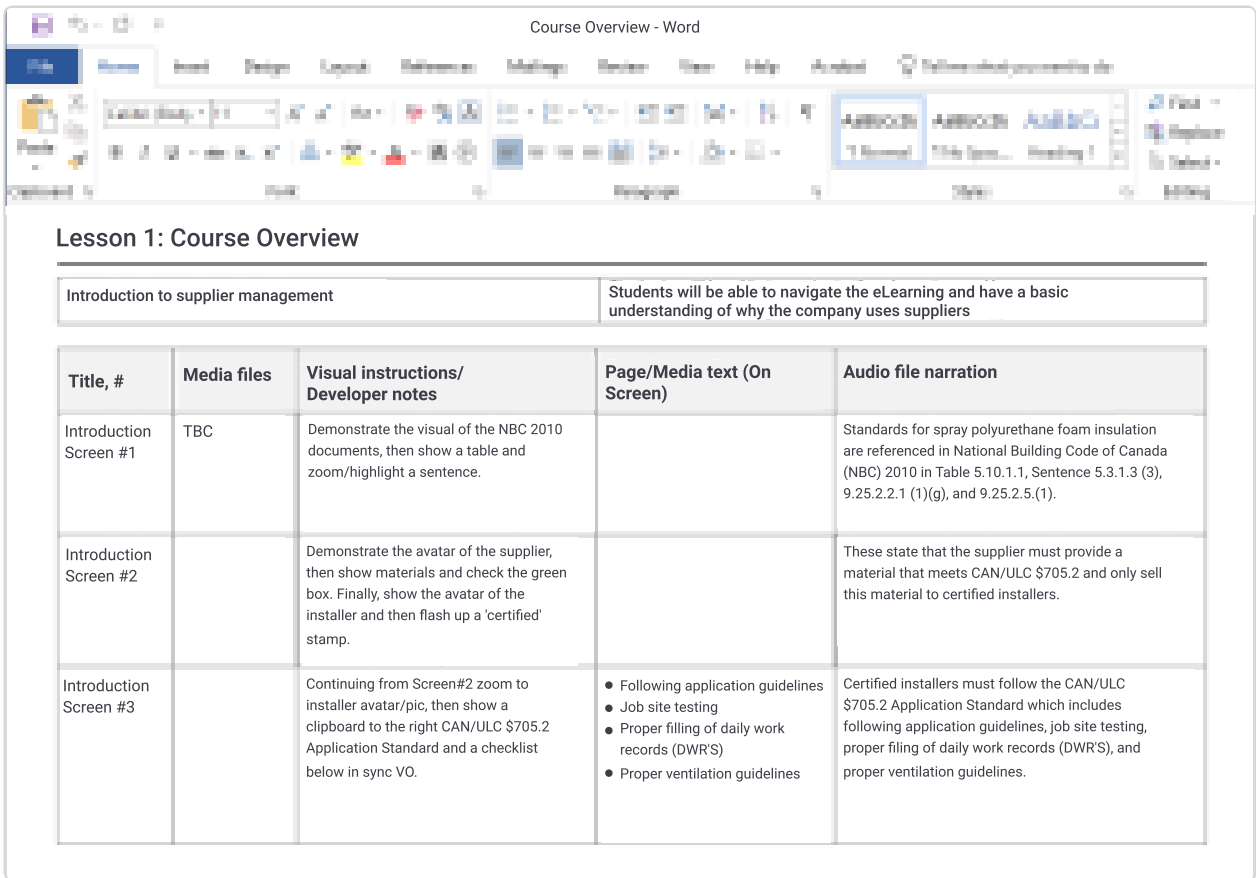 Course Overview - Word
Lesson 1: Course Overview
Introduction to supplier management
Students will be able to navigate the eLearning and have a basic
understanding of why the company uses suppliers
Title, #
Media files
Visual instructions/
Developer notes
Page/Media text (On
Screen)
Audio file narration
Introduction
Screen #1
TBC
Demonstrate the visual of the NBC 2010
documents, then show a table and
zoom/highlight a sentence.
Standards for spray polyurethane foam insulation
are referenced in National Building Code of Canada
(NBC) 2010 in Table 5.10.1.1, Sentence 5.3.1.3 (3),
9.25.2.2.1 (1)(g), and 9.25.2.5.(1).
Introduction
Screen #2
Demonstrate the avatar of the supplier,
then show materials and check the green
box. Finally, show the avatar of the
installer and then flash up a 'certified'
stamp.
These state that the supplier must provide a
material that meets CAN/ULC $705.2 and only sell
this material to certified installers.
Introduction
Screen #3
Continuing from Screen#2 zoom to
installer avatar/pic, then show a
clipboard to the right CAN/ULC $705.2
Application Standard and a checklist
below in sync VO.
● Following application guidelines
● Job site testing
● Proper filling of daily work
records (DWR'S)
● Proper ventilation guidelines
Certified installers must follow the CAN/ULC
$705.2 Application Standard which includes
following application guidelines, job site testing,
proper filing of daily work records (DWR'S), and
proper ventilation guidelines.